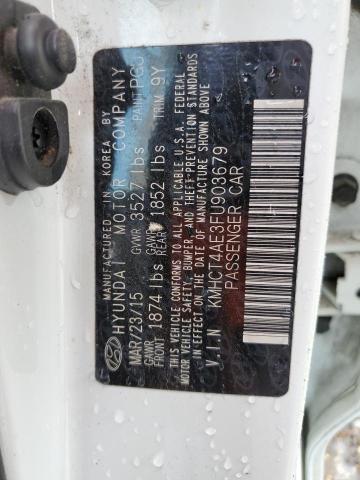 MANUFACTURED IN KOREA BY
HYUNDAI MOTOR COMPANY
MAR/23/15 GVWR 3527 lbs PAINT PGU
GAWR FRONT 1874 lbs GAWR REAR 1852 lbs TRIM 9Y
THIS VEHICLE CONFORMS TO ALL APPLICABLE U.S.A FEDERAL
MOTOR VEHICLE SAFETY, BUMPER, AND THEFT-PREVENTION
STANDARDS IN EFFECT ON THE DATE OF MANUFACTURE SHOWN ABOVE
V.I.N KMHCT4AE3FU903679
PASSENGER CAR